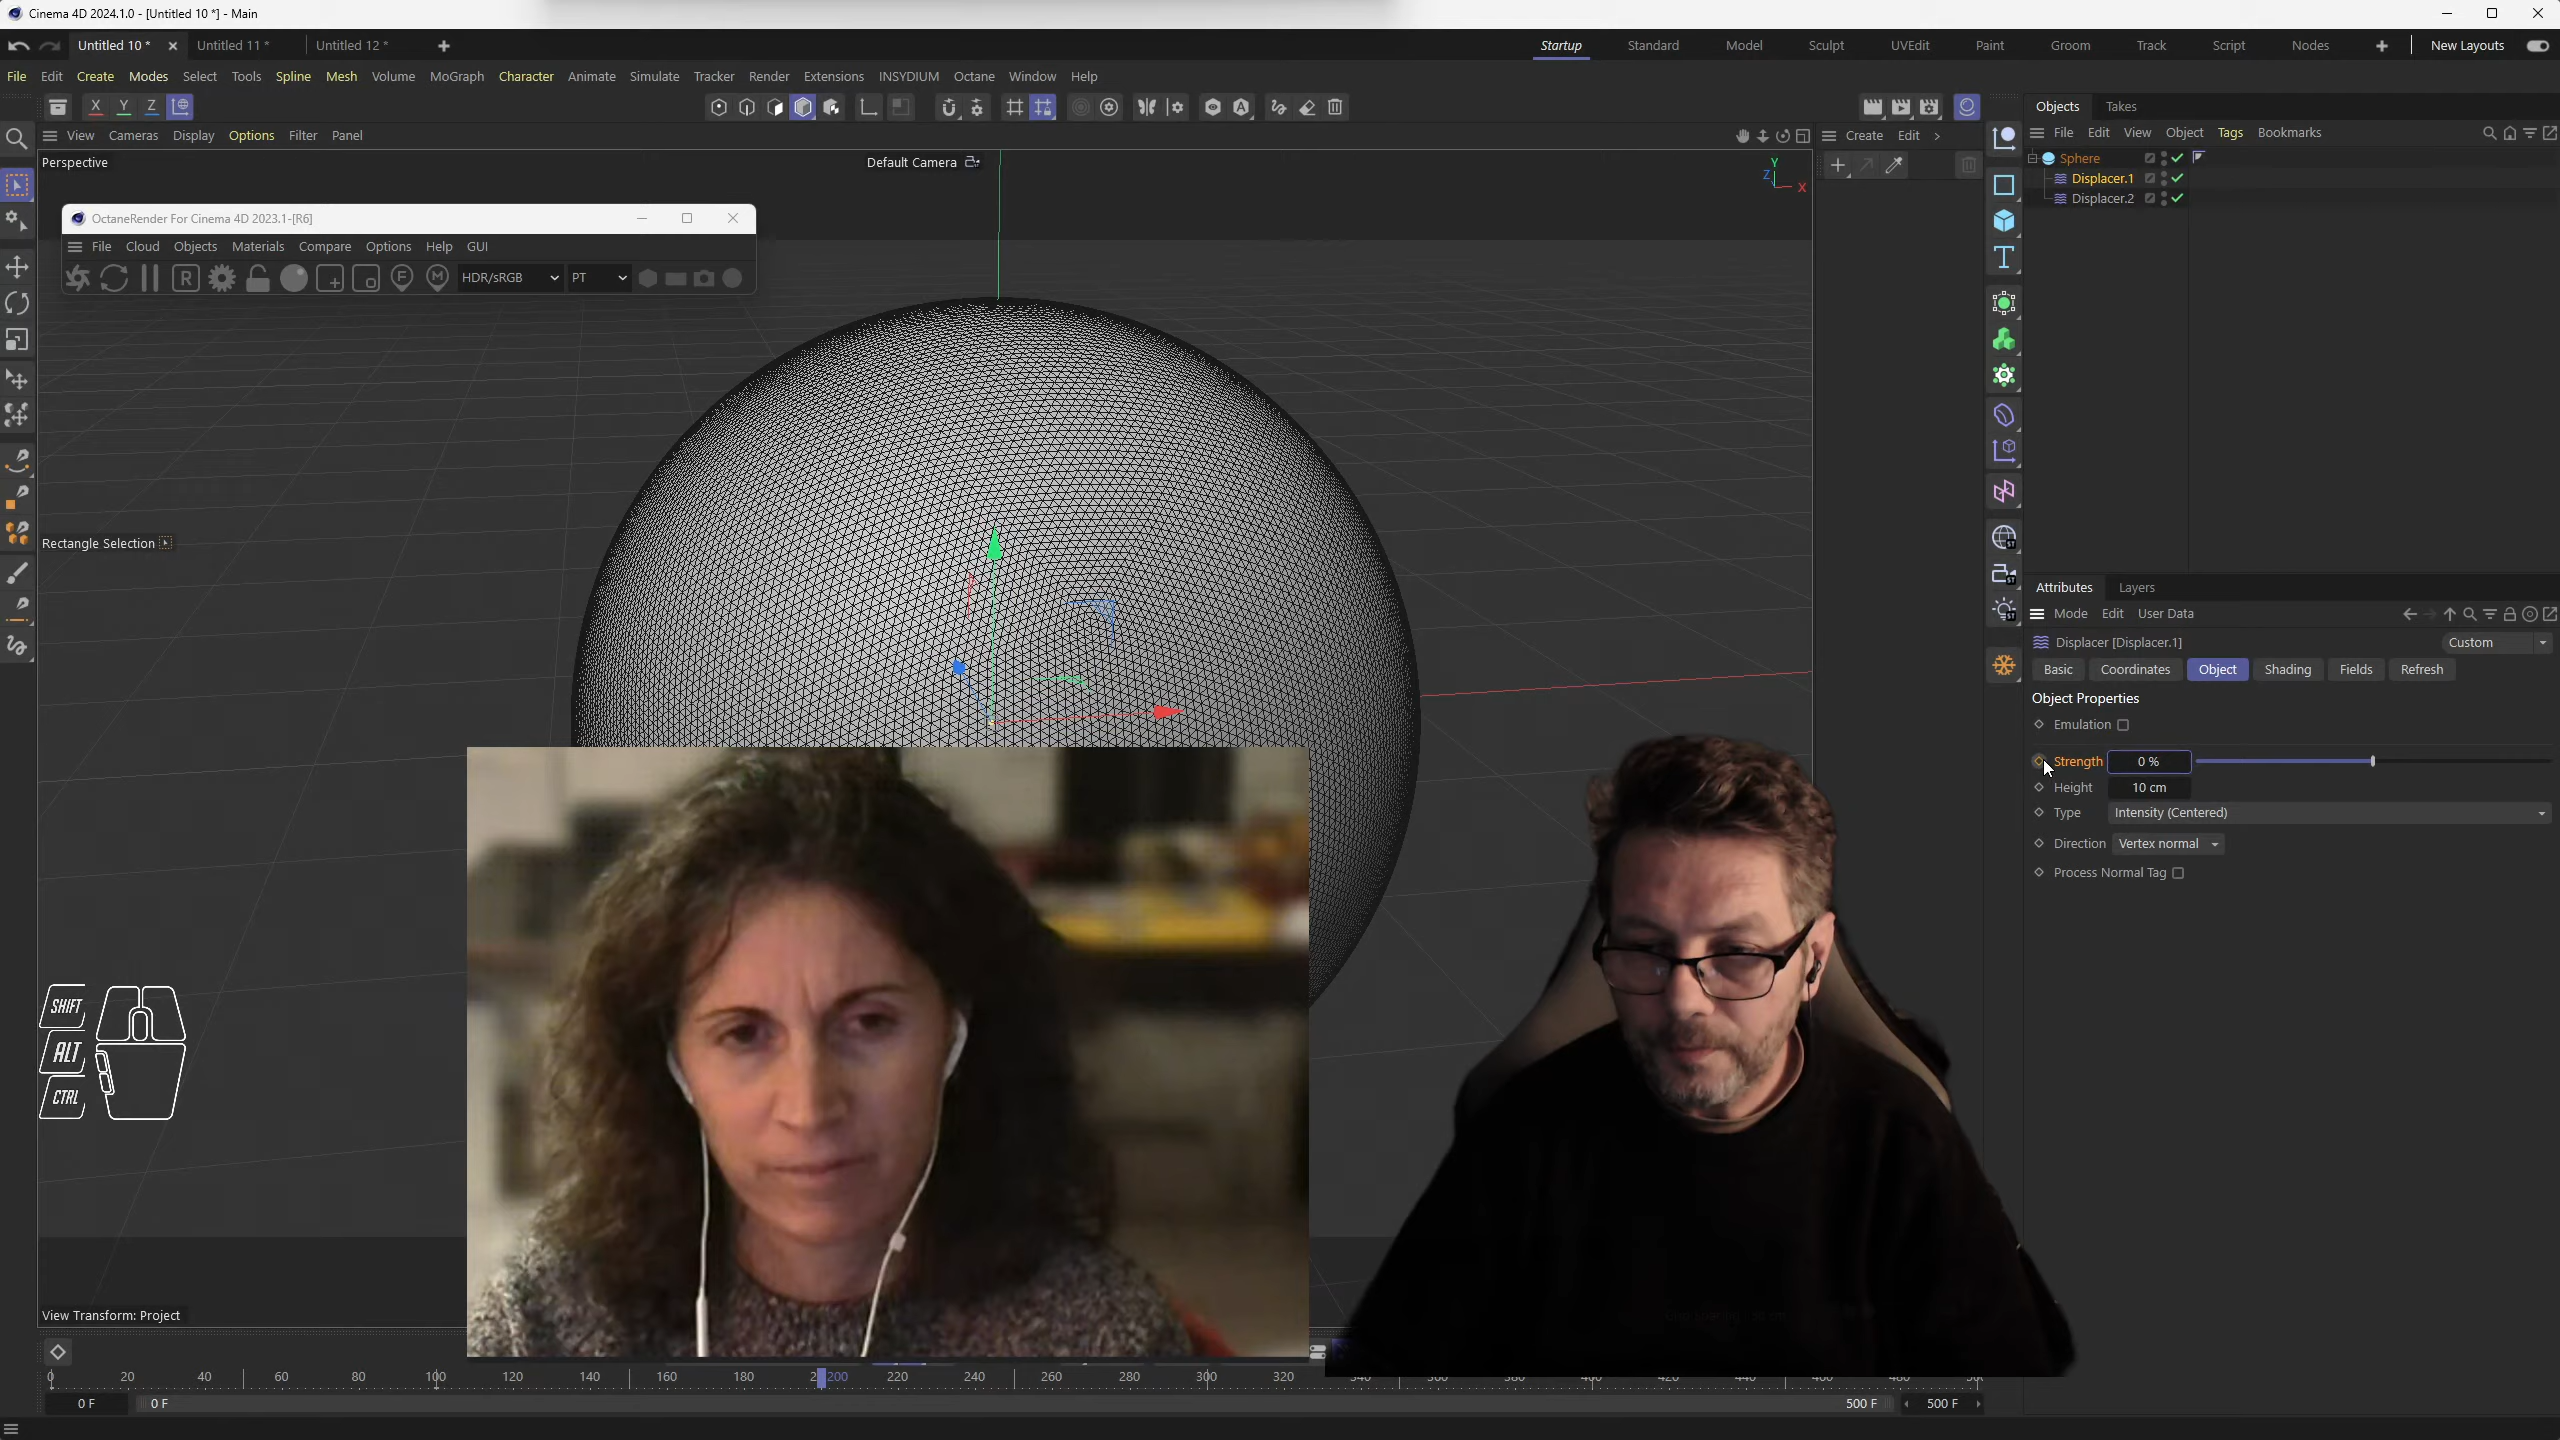 Cinema 4D 2024.1.0 - [Untitled 10 *] - Main
Untitled 10 * Untitled 11 * Untitled 12 * Startup Standard Model Sculpt UVEdit Paint Groom Track Script Nodes New Layouts
File Edit Create Modes Select Tools Spline Mesh Volume MoGraph Character Animate Simulate Tracker Render Extensions INSYDIUM Octane Window Help
X Y Z
Objects Takes
View Cameras Display Options Filter Panel
Create Edit
File Edit View Object Tags Bookmarks
Perspective
Default Camera
Y
Z
X
Sphere
Displacer.1
Displacer.2
OctaneRender For Cinema 4D 2023.1-[R6]
File Cloud Objects Materials Compare Options Help GUI
R F M HDR/sRGB PT
Rectangle Selection
Attributes Layers
Mode Edit User Data
Displacer [Displacer.1] Custom
Basic Coordinates Object Shading Fields Refresh
Object Properties
Emulation
Strength 0 %
Height 10 cm
Type Intensity (Centered)
Direction Vertex normal
Process Normal Tag
SHIFT
ALT
CTRL
View Transform: Project
0 20 40 60 80 100 120 140 160 180 200 220 240 260 280 300 320
0 F 0 F 500 F 500 F